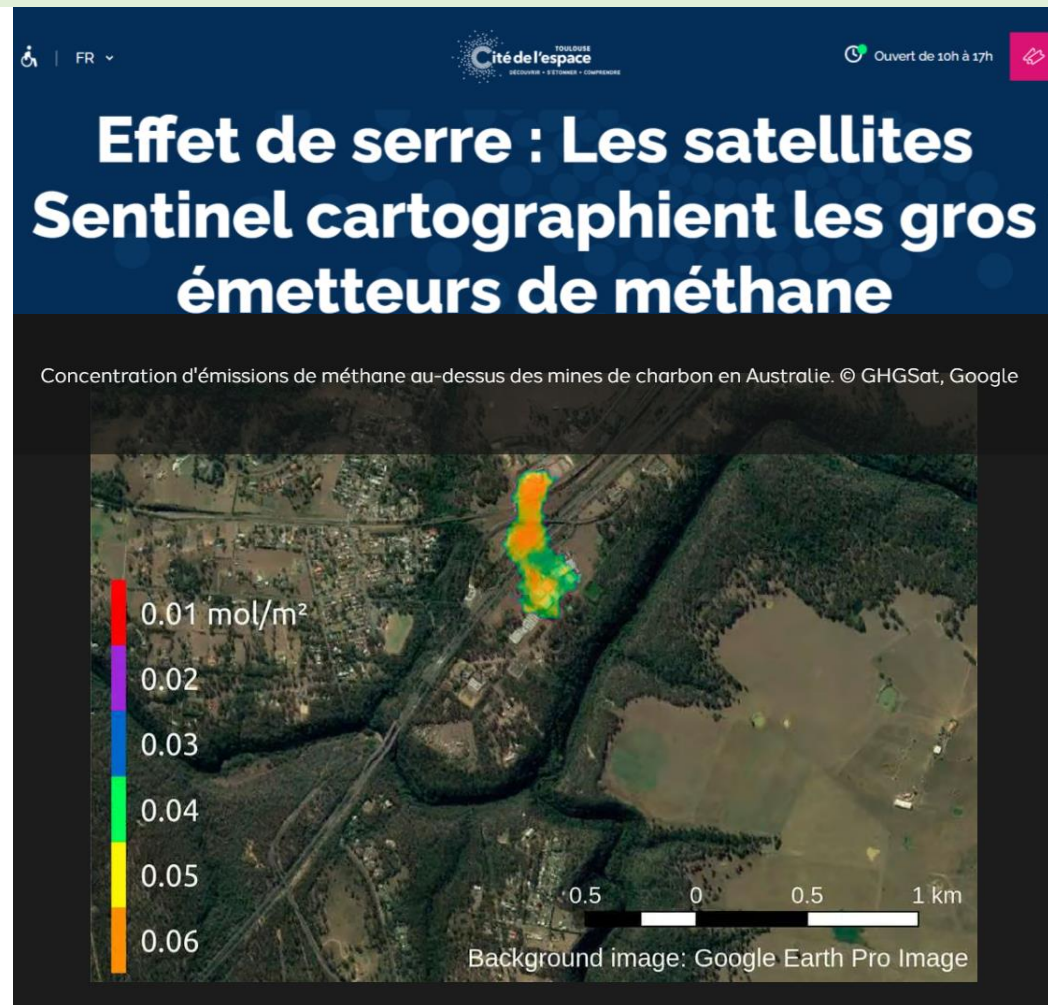 FR
TOULOUSE
Cité de l'espace
DÉCOUVRIR • S'ÉTONNER • COMPRENDRE
Ouvert de 10h à 17h
Effet de serre : Les satellites
Sentinel cartographient les gros
émetteurs de méthane
Concentration d'émissions de méthane au-dessus des mines de charbon en Australie. © GHGSat, Google
0.01 mol/m²
0.02
0.03
0.04
0.05
0.06
0.5 0 0.5 1 km
Background image: Google Earth Pro Image